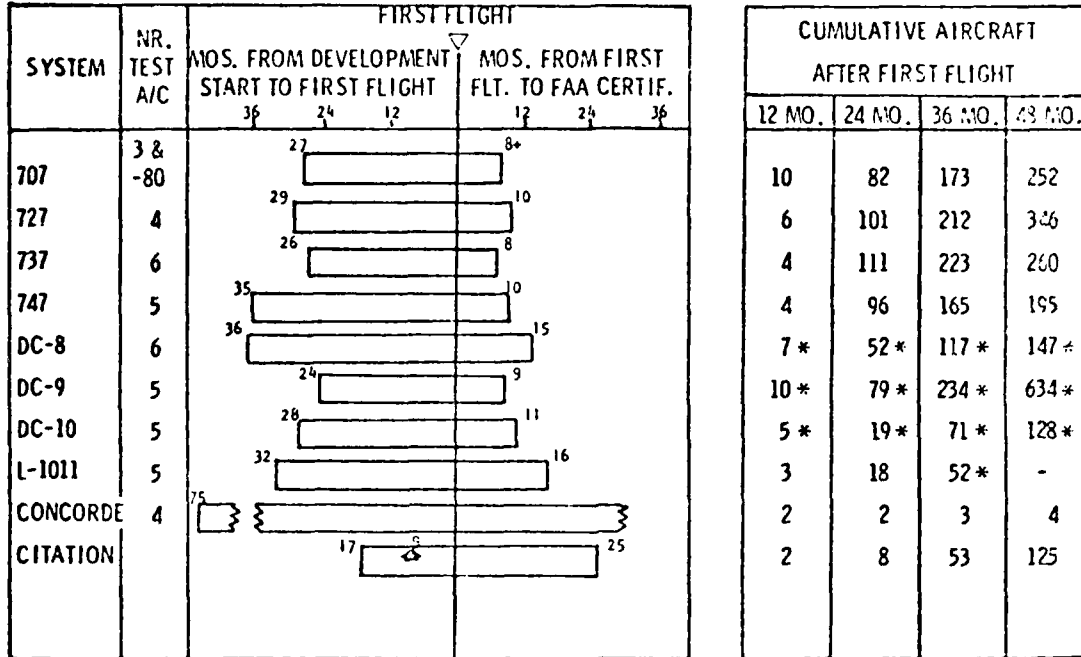 FIRST FLIGHT
SYSTEM
NR. TEST A/C
MOS. FROM DEVELOPMENT START TO FIRST FLIGHT
MOS. FROM FIRST FLT. TO FAA CERTIF.
36 24 12 12 24 36
CUMULATIVE AIRCRAFT
AFTER FIRST FLIGHT
12 MO. 24 MO. 36 MO. 48 MO.
707 3 & -80 27 8+ 10 82 173 252
727 4 29 10 6 101 212
737 6 26 8 4 111 223
747 5 35 10 4 96 165 195
DC-8 6 36 15 7* 52* 117* 147*
DC-9 5 24 9 10* 79* 234* 634*
DC-10 5 28 11 5* 19* 71* 128*
L-1011 5 32 16 3 18 52* -
CONCORDE 4 75 2 2 3 4
CITATION 17 25 2 8 53 125